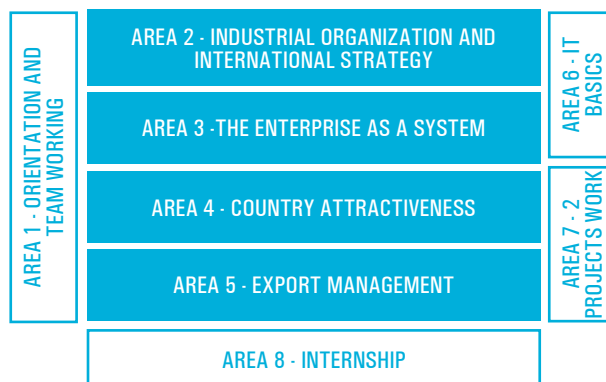 AREA 1 - ORIENTATION AND
TEAM WORKING
AREA 2 - INDUSTRIAL ORGANIZATION AND
INTERNATIONAL STRATEGY
AREA 3 -THE ENTERPRISE AS A SYSTEM
AREA 4 - COUNTRY ATTRACTIVENESS
AREA 5 - EXPORT MANAGEMENT
AREA 6 - IT
BASICS
AREA 7 - 2
PROJECTS WORK
AREA 8 - INTERNSHIP